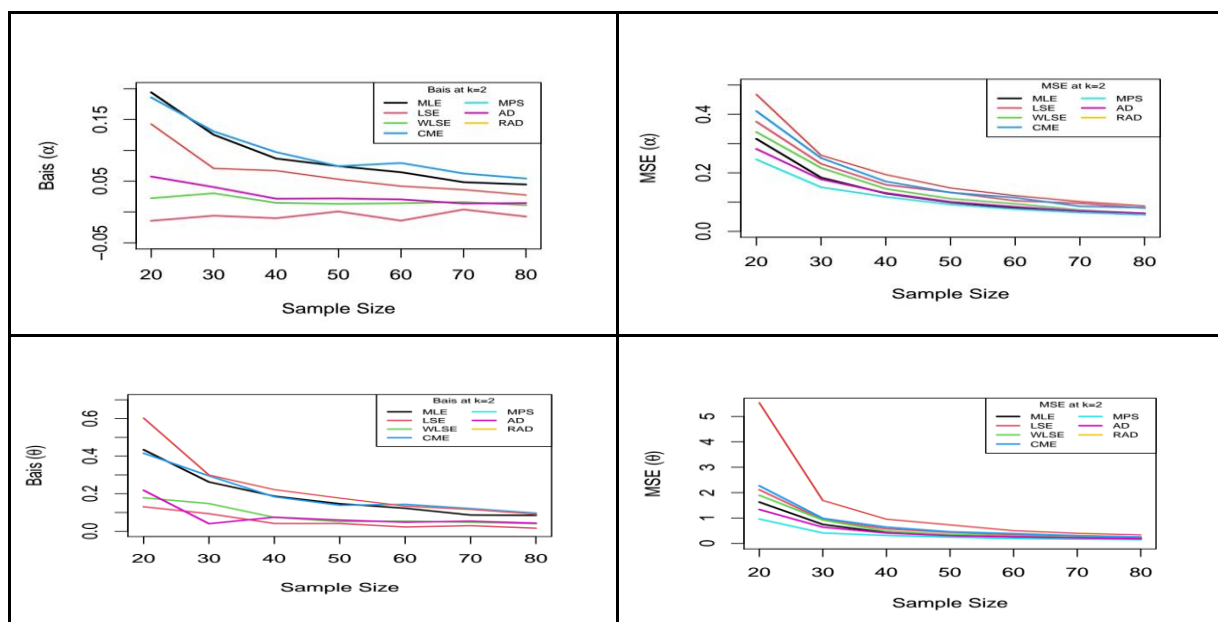 Bais (α)
0.15
0.05
−0.05
Bais at k=2
MLE MPS
LSE AD
WLSE RAD
CME
20 30 40 50 60 70 80
Sample Size
MSE (α)
0.4
0.2
0.0
MSE at k=2
MLE MPS
LSE AD
WLSE RAD
CME
20 30 40 50 60 70 80
Sample Size
Bais (θ)
0.6
0.4
0.2
0.0
Bais at k=2
MLE MPS
LSE AD
WLSE RAD
CME
20 30 40 50 60 70 80
Sample Size
MSE (θ)
5
4
3
2
1
0
MSE at k=2
MLE MPS
LSE AD
WLSE RAD
CME
20 30 40 50 60 70 80
Sample Size